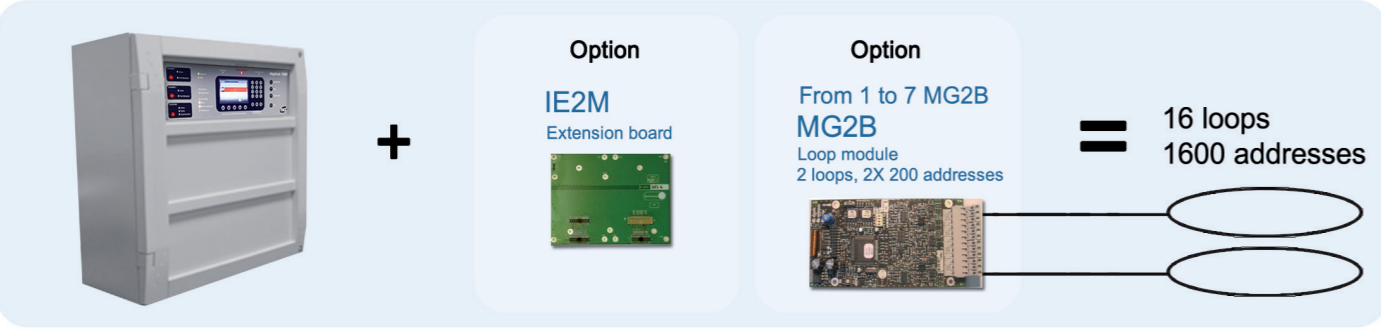 Option
IE2M
Extension board
Option
From 1 to 7 MG2B
MG2B
Loop module
2 loops, 2X 200 addresses
+
=
16 loops
1600 addresses